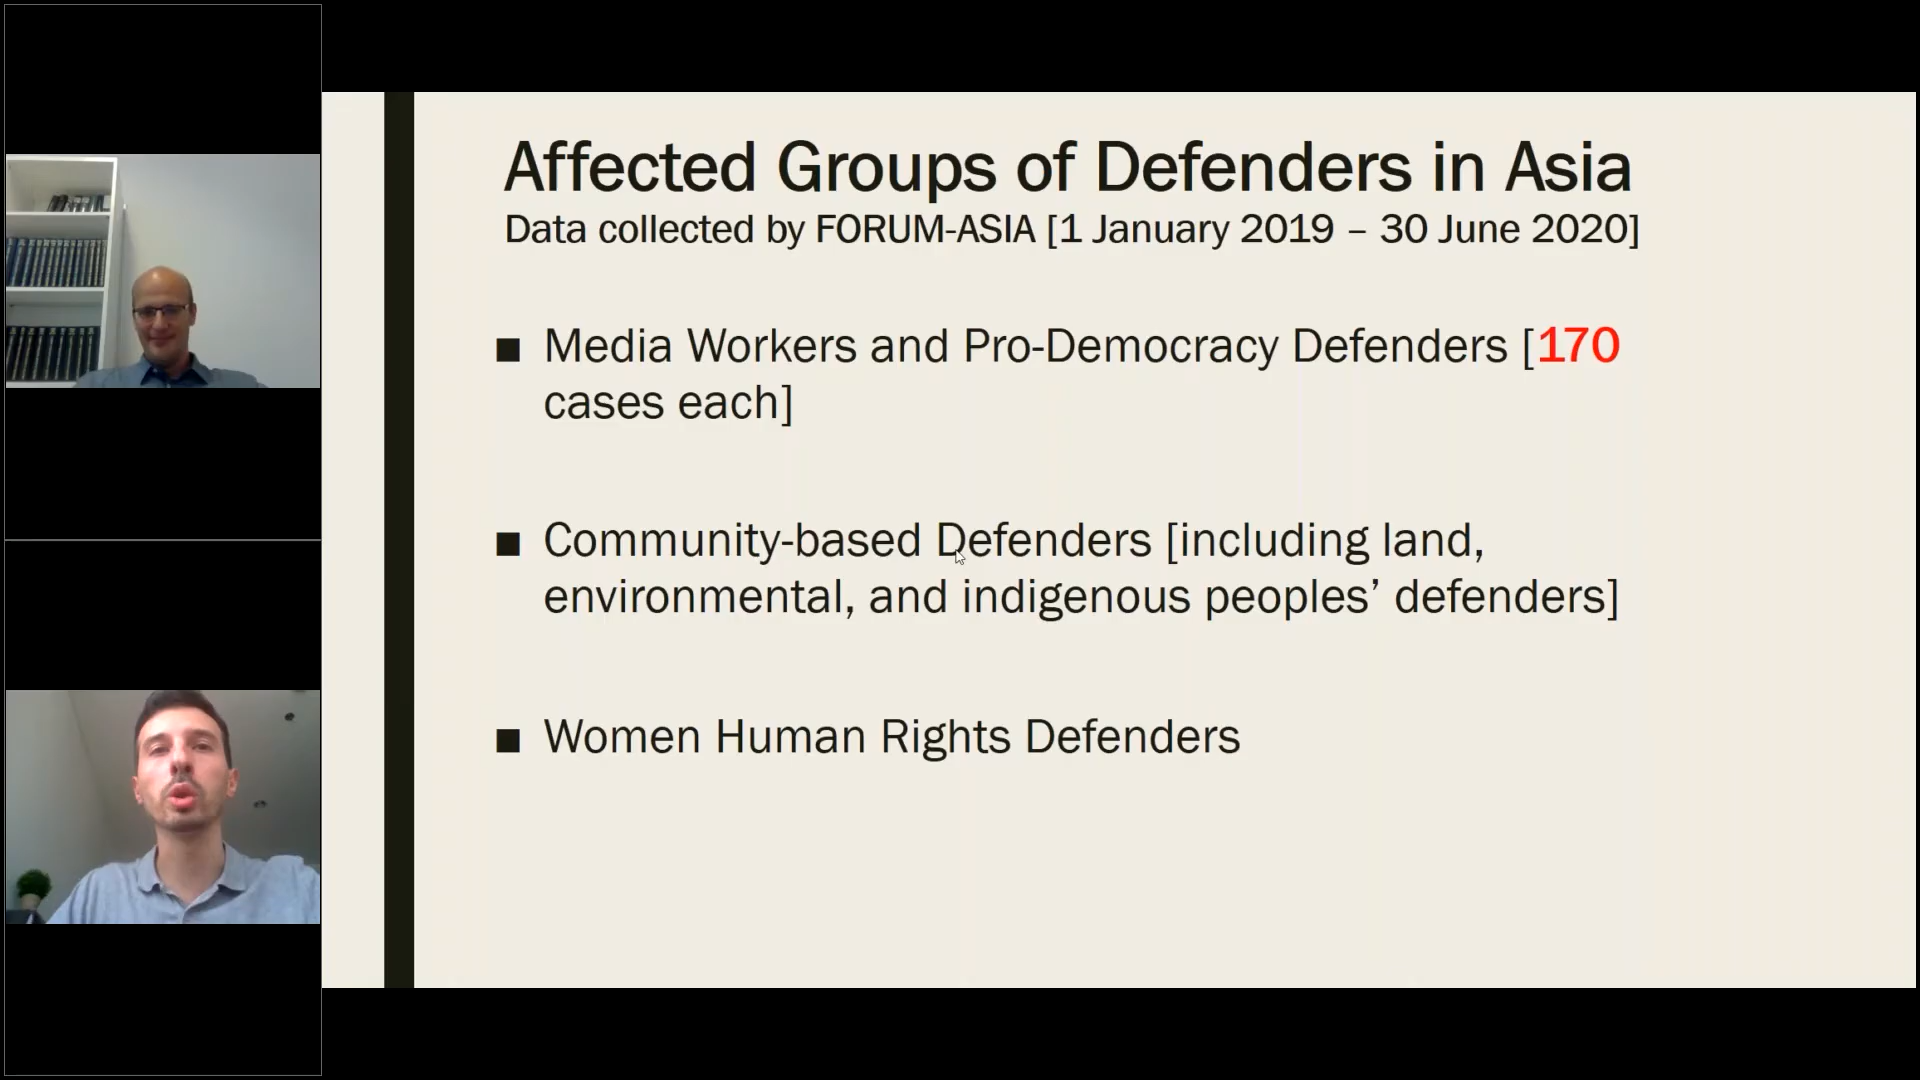 Affected Groups of Defenders in Asia
Data collected by FORUM-ASIA [1 January 2019 – 30 June 2020]
■ Media Workers and Pro-Democracy Defenders [170
cases each]
■ Community-based Defenders [including land,
environmental, and indigenous peoples’ defenders]
■ Women Human Rights Defenders